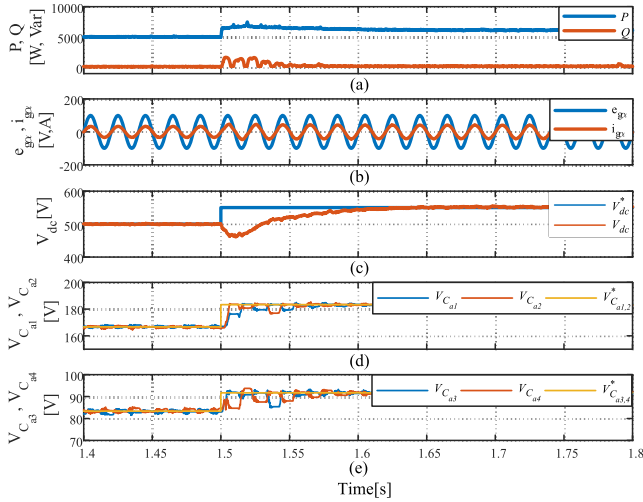 10000
5000
0
P, Q
[W, Var]
P
Q
(a)
200
0
-200
e_gα , i_gα
[V,A]
e_gα
i_gα
(b)
600
500
400
V_dc [V]
V*_dc
V_dc
(c)
200
180
160
V_Ca1 , V_Ca2
[V]
V_Ca1
V_Ca2
V*_Ca1,2
(d)
100
90
80
70
V_Ca3 , V_Ca4
[V]
V_Ca3
V_Ca4
V*_Ca3,4
1.4 1.45 1.5 1.55 1.6 1.65 1.7 1.75 1.8
(e)
Time[s]